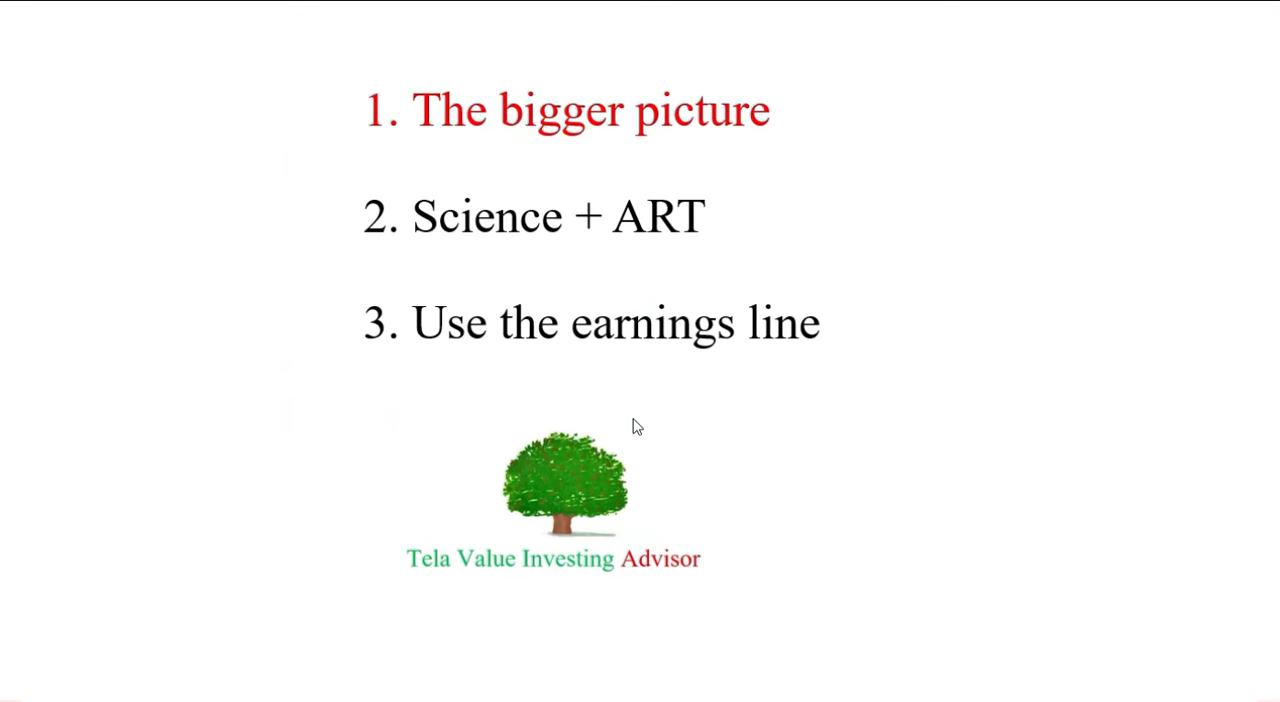 1. The bigger picture
2. Science + ART
3. Use the earnings line
Tela Value Investing Advisor